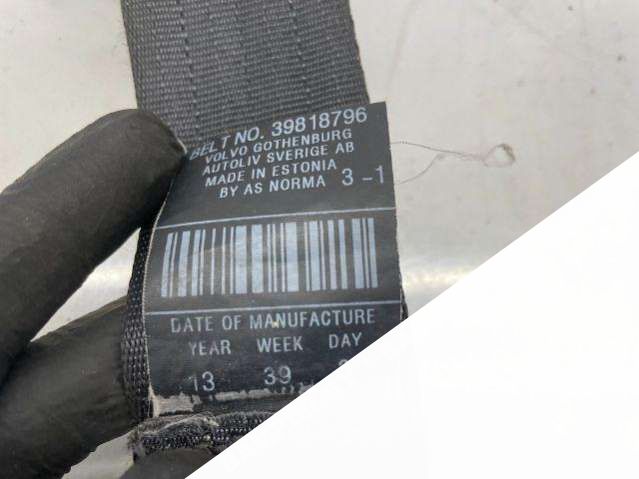 BELT NO. 39818796
VOLVO GOTHENBURG
AUTOLIV SVERIGE AB
MADE IN ESTONIA
BY AS NORMA 3-1
DATE OF MANUFACTURE
YEAR WEEK DAY
13 39